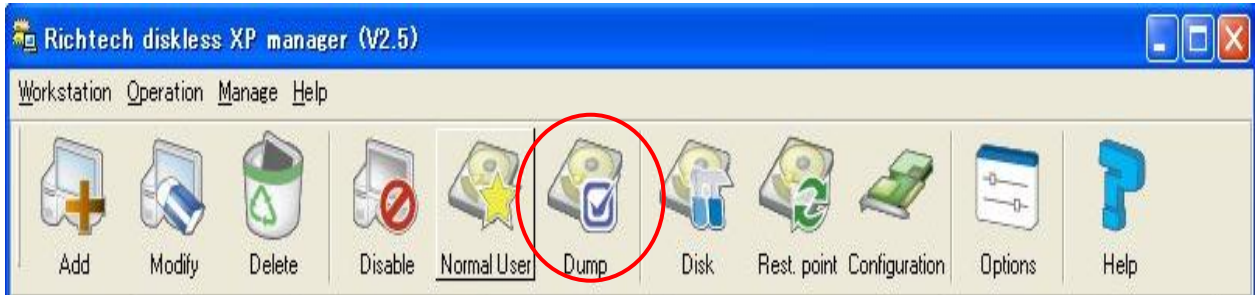 Richtech diskless XP manager (V2.5)
Workstation Operation Manage Help
Add Modify Delete Disable Normal User Dump Disk Rest. point Configuration Options Help